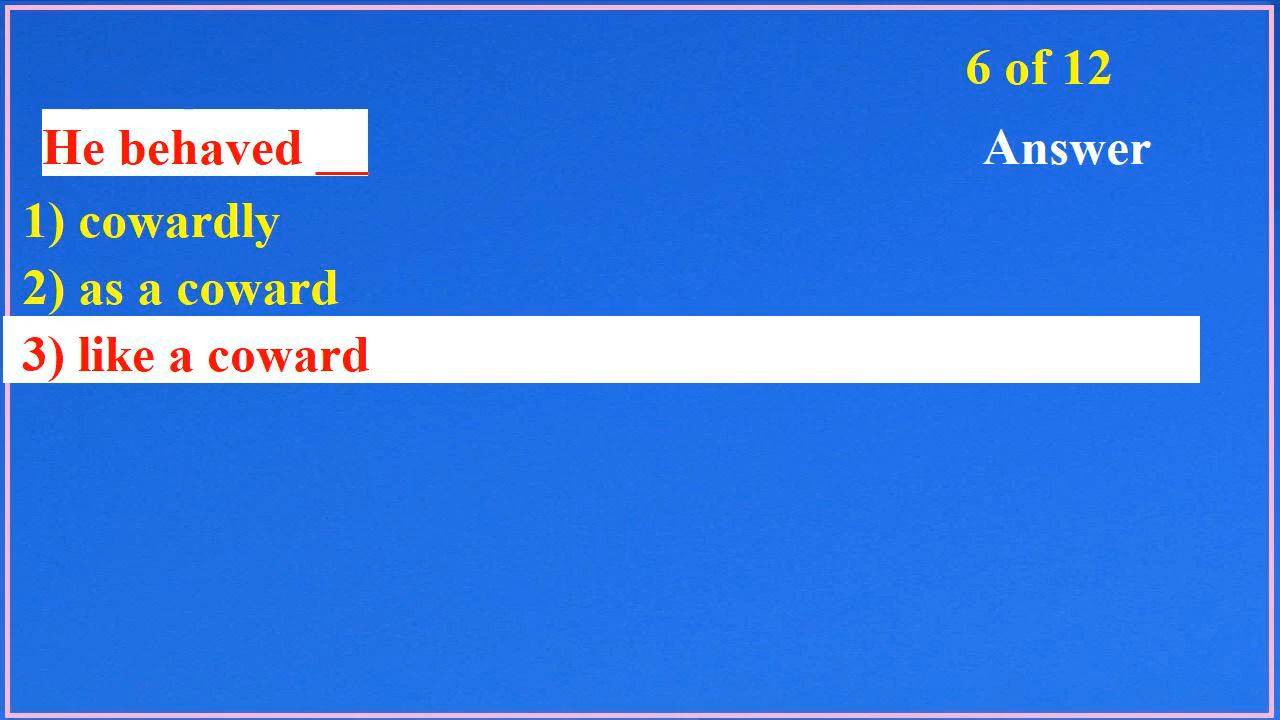 6 of 12
He behaved __
Answer
1) cowardly
2) as a coward
3) like a coward